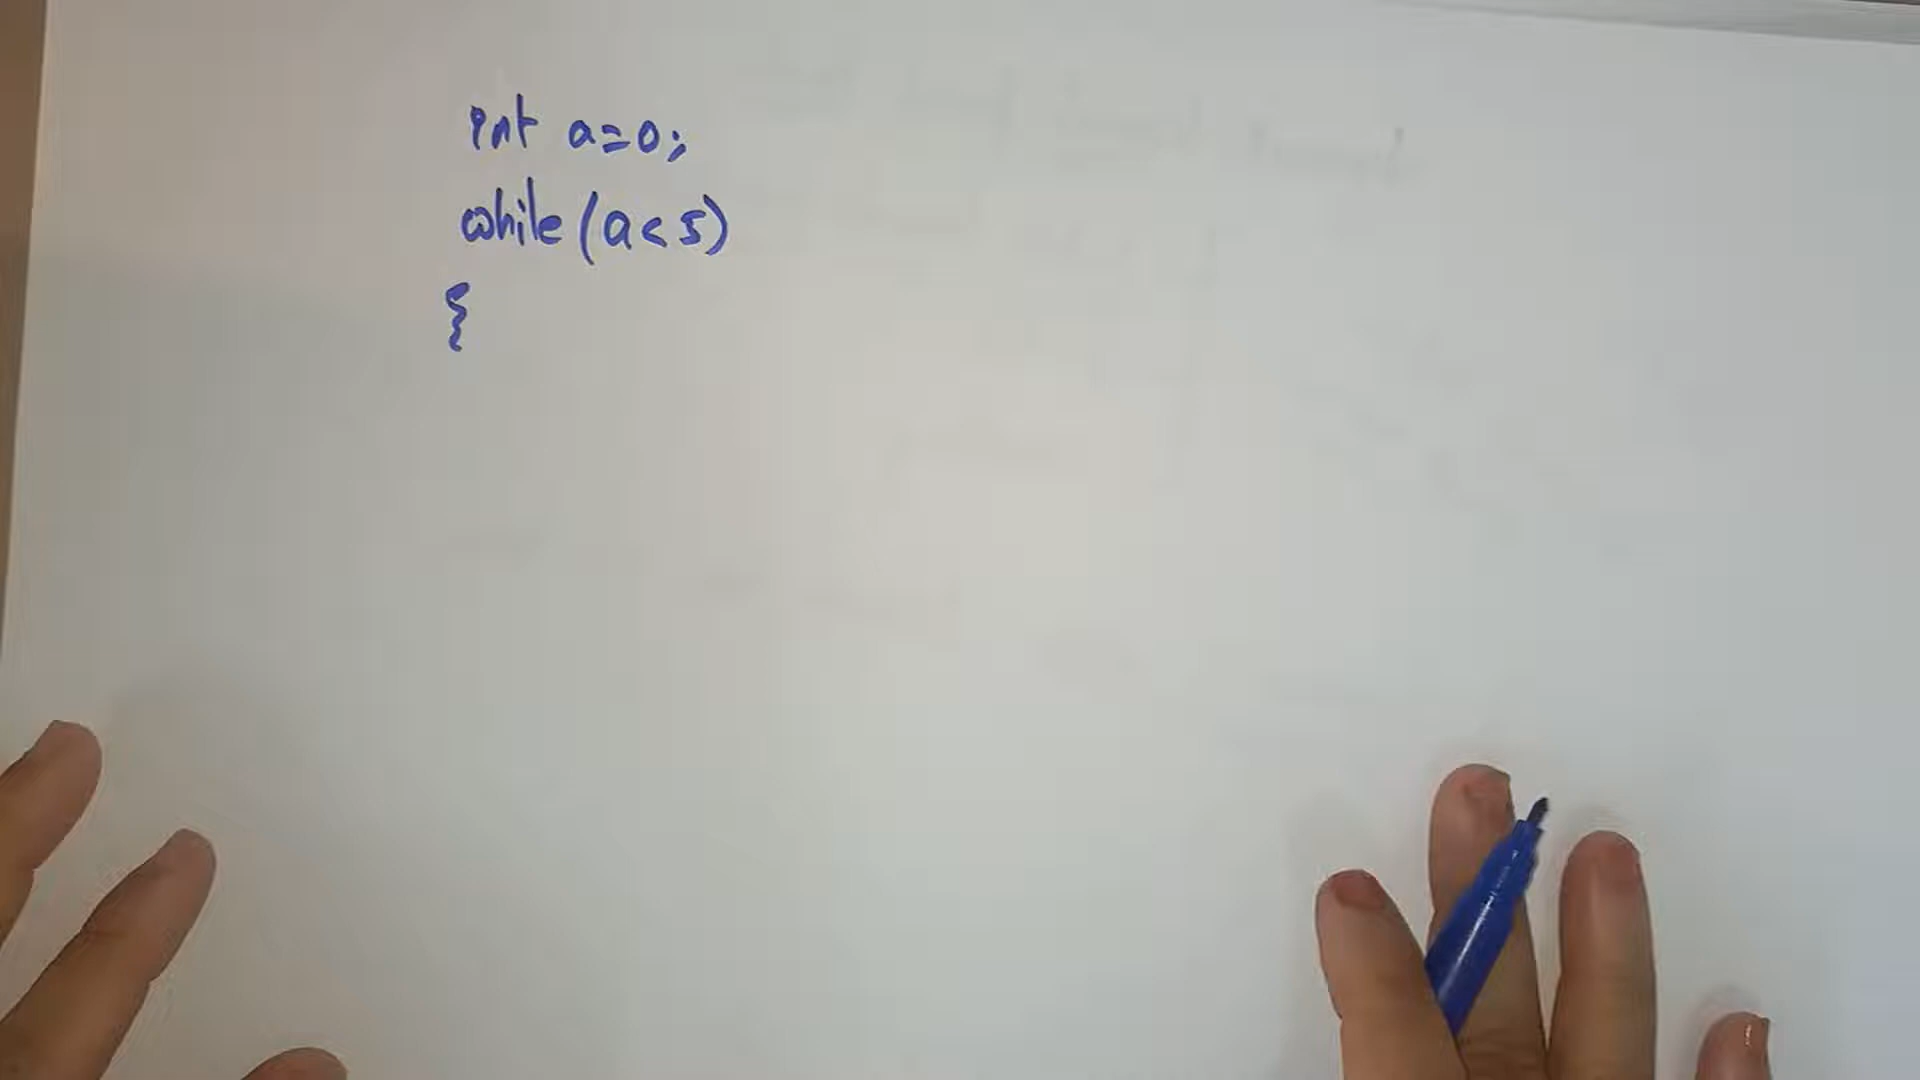 int a=0;
while(a<5)
{